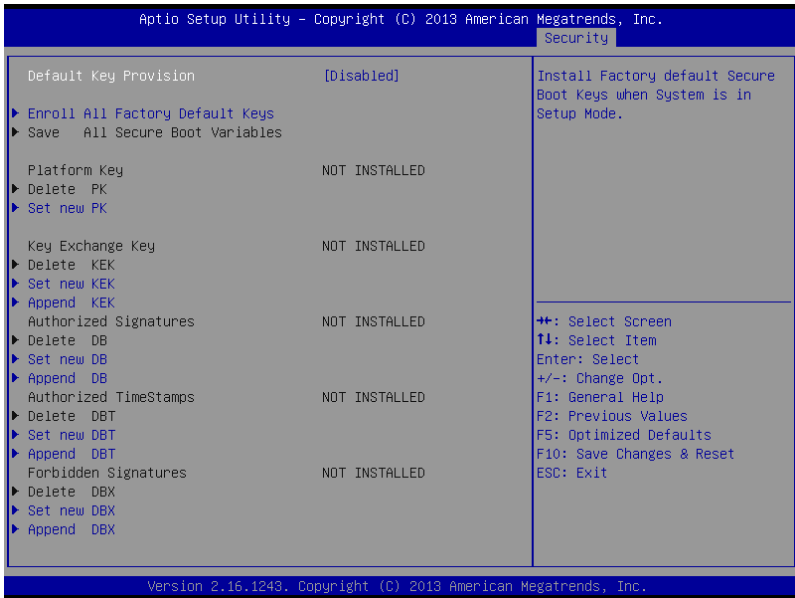 Aptio Setup Utility – Copyright (C) 2013 American Megatrends, Inc.
Security
Default Key Provision [Disabled]
Enroll All Factory Default Keys
Save All Secure Boot Variables
Platform Key NOT INSTALLED
Delete PK
Set new PK
Key Exchange Key NOT INSTALLED
Delete KEK
Set new KEK
Append KEK
Authorized Signatures NOT INSTALLED
Delete DB
Set new DB
Append DB
Authorized TimeStamps NOT INSTALLED
Delete DBT
Set new DBT
Append DBT
Forbidden Signatures NOT INSTALLED
Delete DBX
Set new DBX
Append DBX
Install Factory default Secure
Boot Keys when System is in
Setup Mode.
→←: Select Screen
↑↓: Select Item
Enter: Select
+/-: Change Opt.
F1: General Help
F2: Previous Values
F5: Optimized Defaults
F10: Save Changes & Reset
ESC: Exit
Version 2.16.1243. Copyright (C) 2013 American Megatrends, Inc.